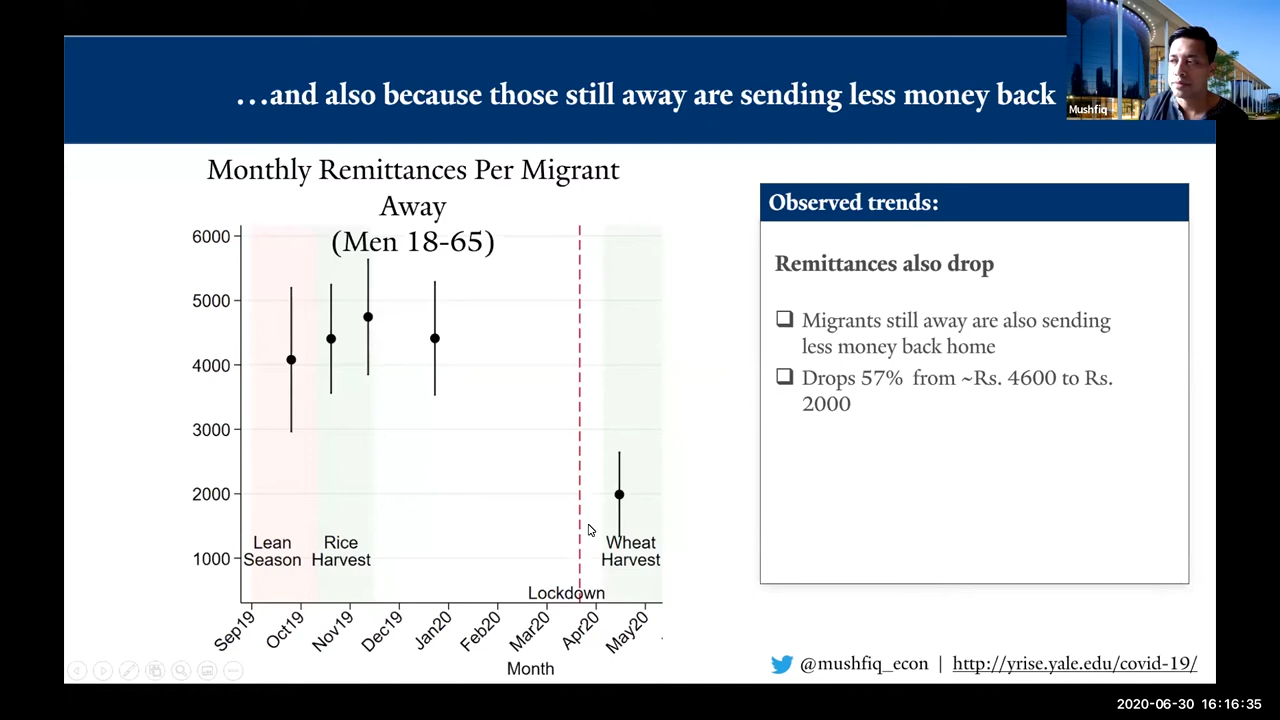 …and also because those still away are sending less money back
Mushfiq
Monthly Remittances Per Migrant
Away
(Men 18-65)
6000
5000
4000
3000
2000
1000
Lean
Season
Rice
Harvest
Wheat
Harvest
Lockdown
Sep19
Oct19
Nov19
Dec19
Jan20
Feb20
Mar20
Apr20
May20
Month
Observed trends:
Remittances also drop
❑ Migrants still away are also sending
less money back home
❑ Drops 57% from ~Rs. 4600 to Rs.
2000
@mushfiq_econ | http://yrise.yale.edu/covid-19/
2020-06-30 16:16:35